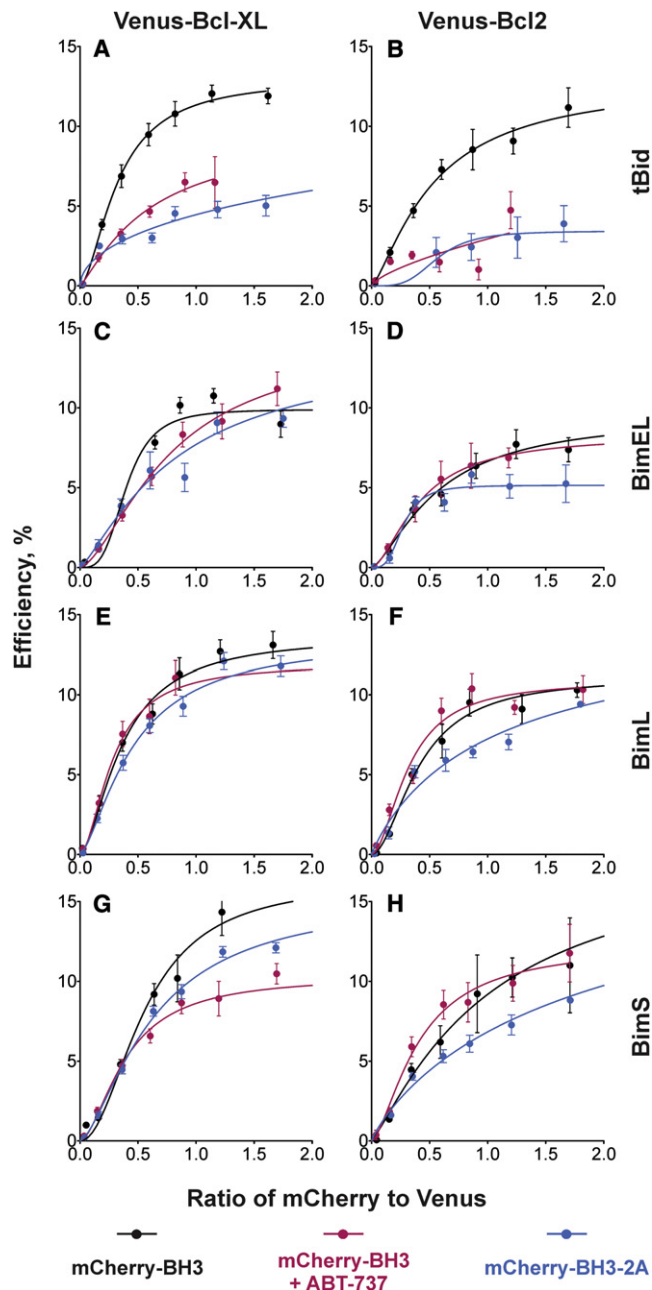 Venus-Bcl-XL Venus-Bcl2
A B
15 15
10 10
5 5
0 0
0.0 0.5 1.0 1.5 2.0 0.0 0.5 1.0 1.5 2.0
tBid
C D
15 15
10 10
5 5
0 0
0.0 0.5 1.0 1.5 2.0 0.0 0.5 1.0 1.5 2.0
BimEL
Efficiency, %
E F
15 15
10 10
5 5
0 0
0.0 0.5 1.0 1.5 2.0 0.0 0.5 1.0 1.5 2.0
BimL
G H
15 15
10 10
5 5
0 0
0.0 0.5 1.0 1.5 2.0 0.0 0.5 1.0 1.5 2.0
BimS
Ratio of mCherry to Venus
mCherry-BH3
mCherry-BH3
+ ABT-737
mCherry-BH3-2A